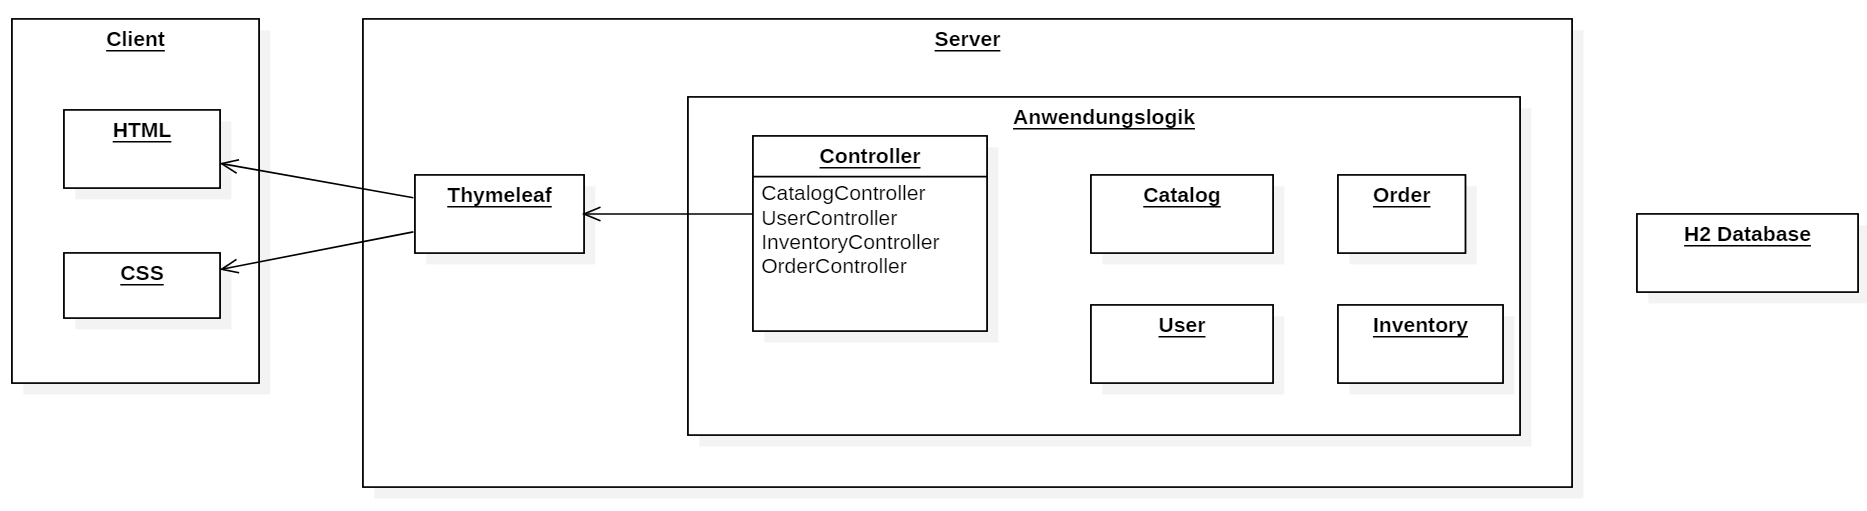 Client
HTML
CSS
Server
Thymeleaf
Anwendungslogik
Controller
CatalogController
UserController
InventoryController
OrderController
Catalog
Order
User
Inventory
H2 Database